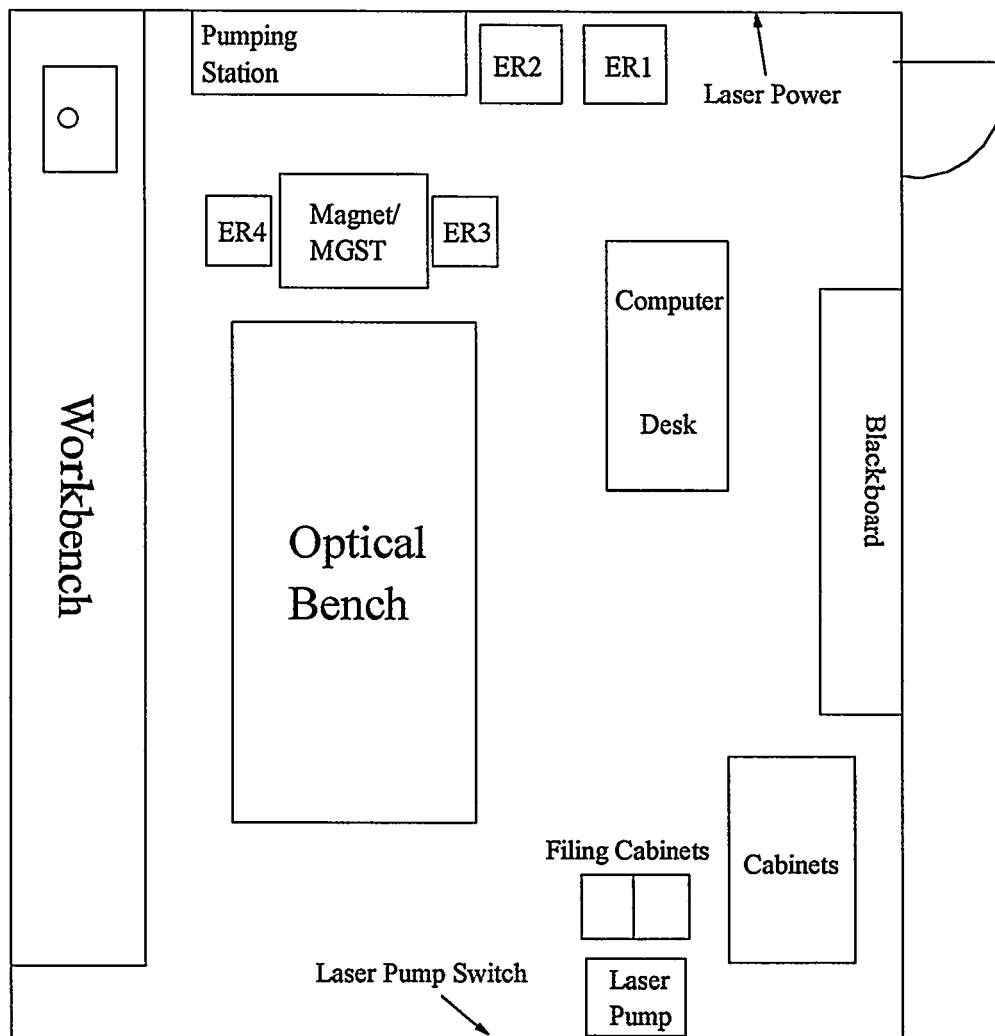 Pumping
Station
ER2
ER1
Laser Power
ER4
Magnet/
MGST
ER3
Computer
Desk
Workbench
Blackboard
Optical
Bench
Filing Cabinets
Cabinets
Laser Pump Switch
Laser
Pump